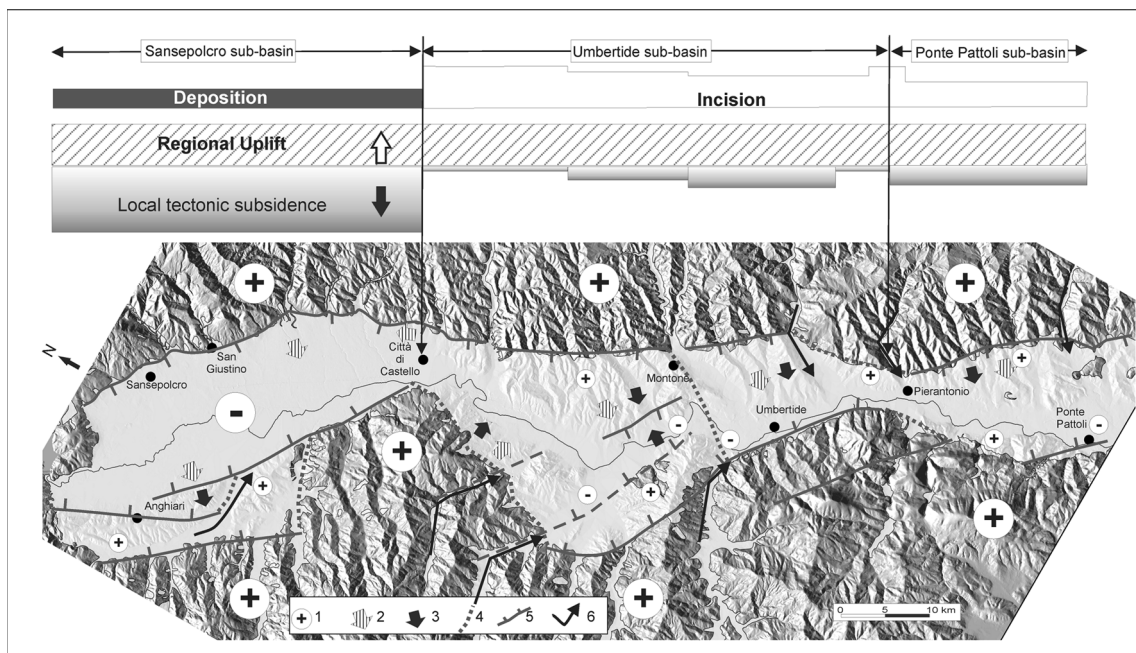 Sansepolcro sub-basin
Umbertide sub-basin
Ponte Pattoli sub-basin
Deposition
Incision
Regional Uplift
Local tectonic subsidence
+
+
+
N
San
Giustino
Città
di
Castello
Sansepolcro
Montone
Pierantonio
Umbertide
Ponte
Pattoli
Anghiari
-
+
+
+
-
-
-
-
+
+
+
+
+
+
+
+
+ 1 2 3 4 5 6
0 5 10 km